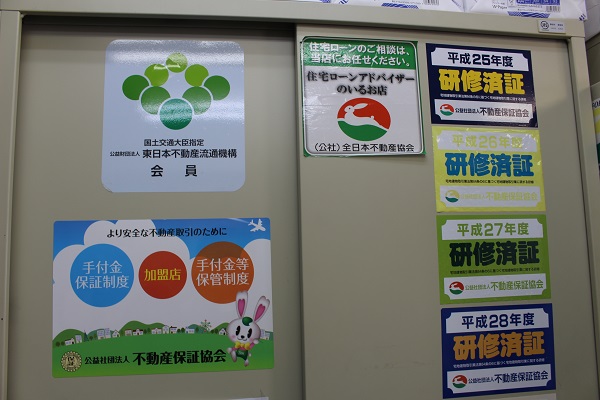 国土交通大臣指定
公益財団法人 東日本不動産流通機構
会員
より安全な不動産取引のために
手付金
保証制度
加盟店
手付金等
保管制度
公益社団法人 不動産保証協会
住宅ローンのご相談は、
当店にお任せください。
住宅ローンアドバイザー
のいるお店
(公社)全日本不動産協会
平成25年度
研修済証
公益社団法人 不動産保証協会
平成26年度
研修済証
公益社団法人 不動産保証協会
平成27年度
研修済証
公益社団法人 不動産保証協会
平成28年度
研修済証
公益社団法人 不動産保証協会